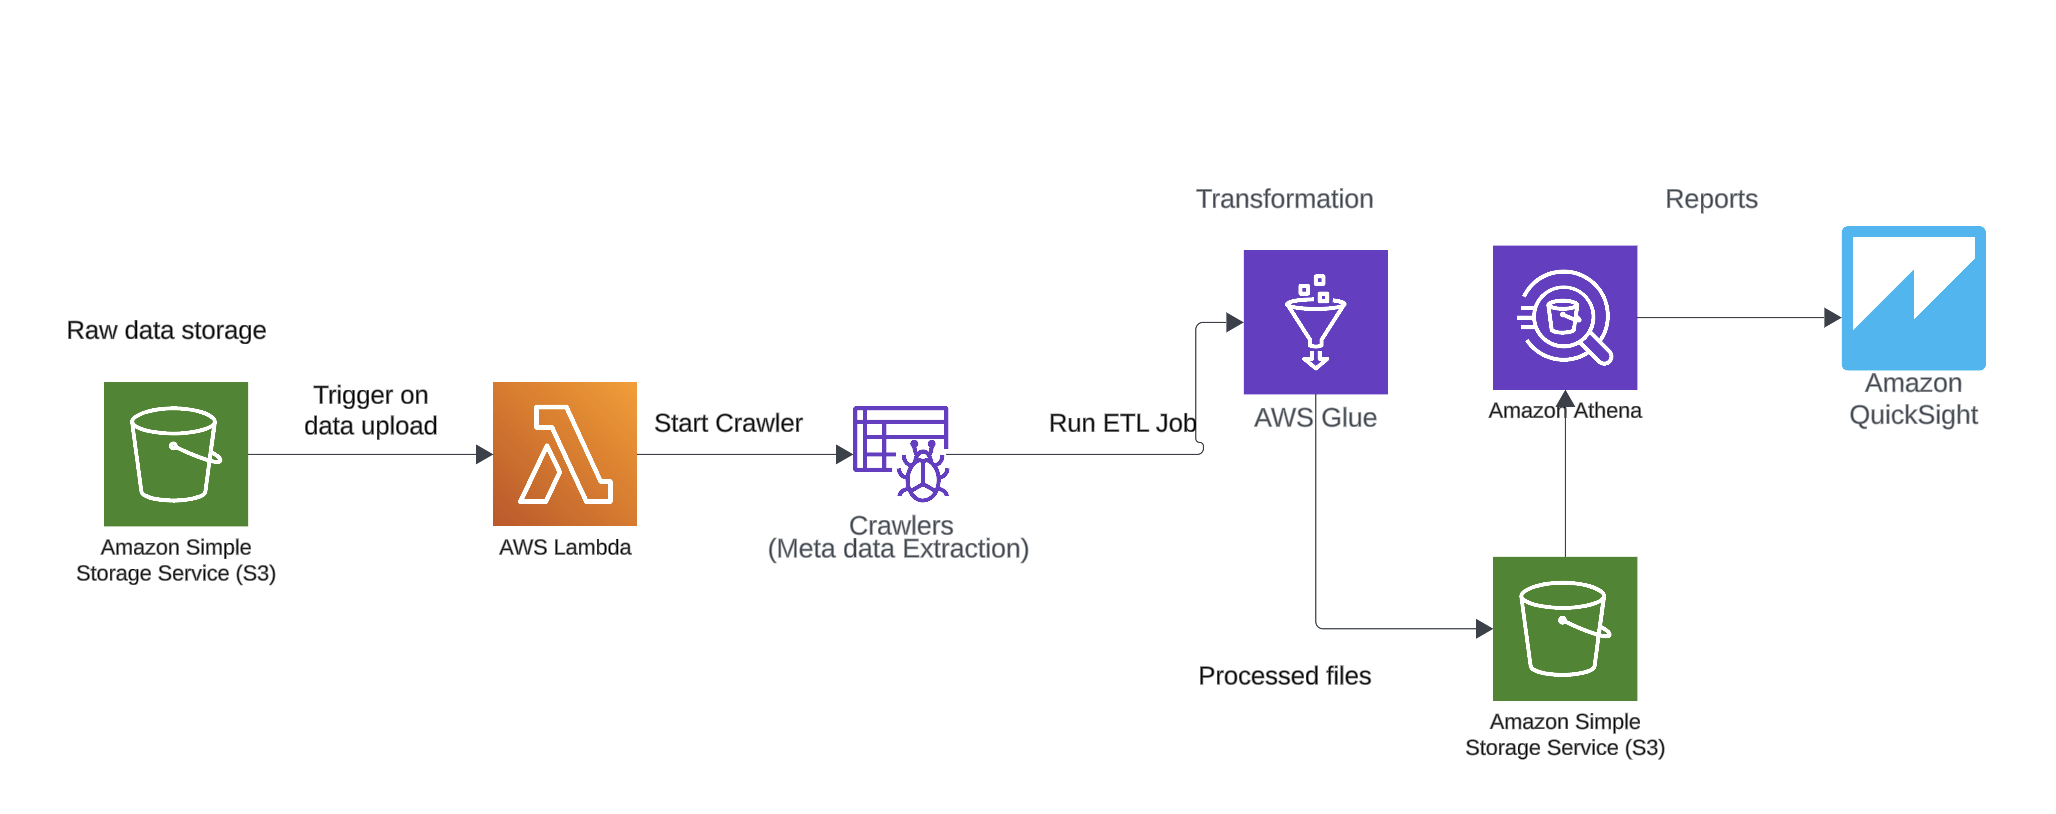 Transformation
Reports
Raw data storage
Trigger on
data upload
Start Crawler
Run ETL Job
Amazon Simple
Storage Service (S3)
AWS Lambda
Crawlers
(Meta data Extraction)
AWS Glue
Amazon Athena
Amazon
QuickSight
Processed files
Amazon Simple
Storage Service (S3)